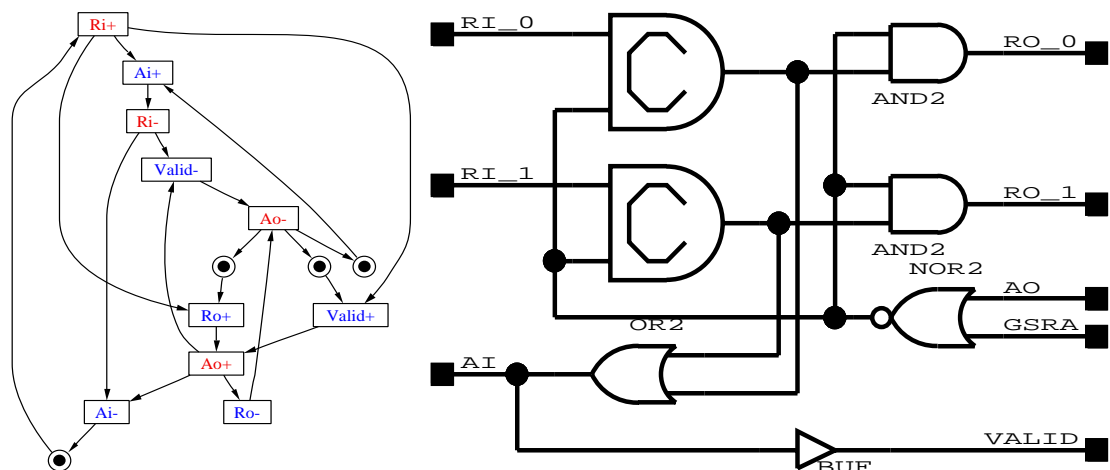 Ri+
Ai+
Ri-
Valid-
Ao-
Ro+
Valid+
Ao+
Ai-
Ro-
RI_0
RO_0
AND2
RI_1
RO_1
AND2
NOR2
AO
GSRA
OR2
AI
VALID
BUF